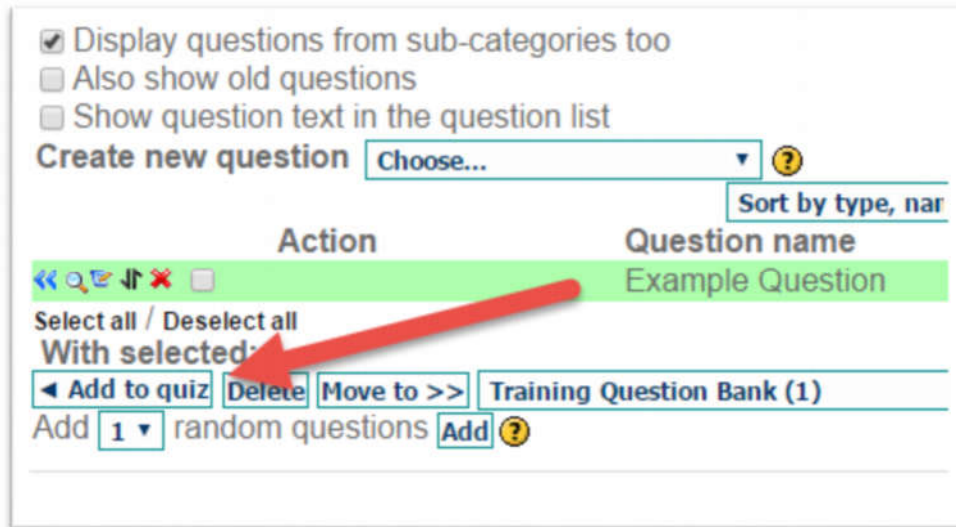 Display questions from sub-categories too
Also show old questions
Show question text in the question list
Create new question Choose... ?
Sort by type, nar
Action Question name
Example Question
Select all / Deselect all
With selected:
◄ Add to quiz Delete Move to >> Training Question Bank (1)
Add 1 random questions Add ?